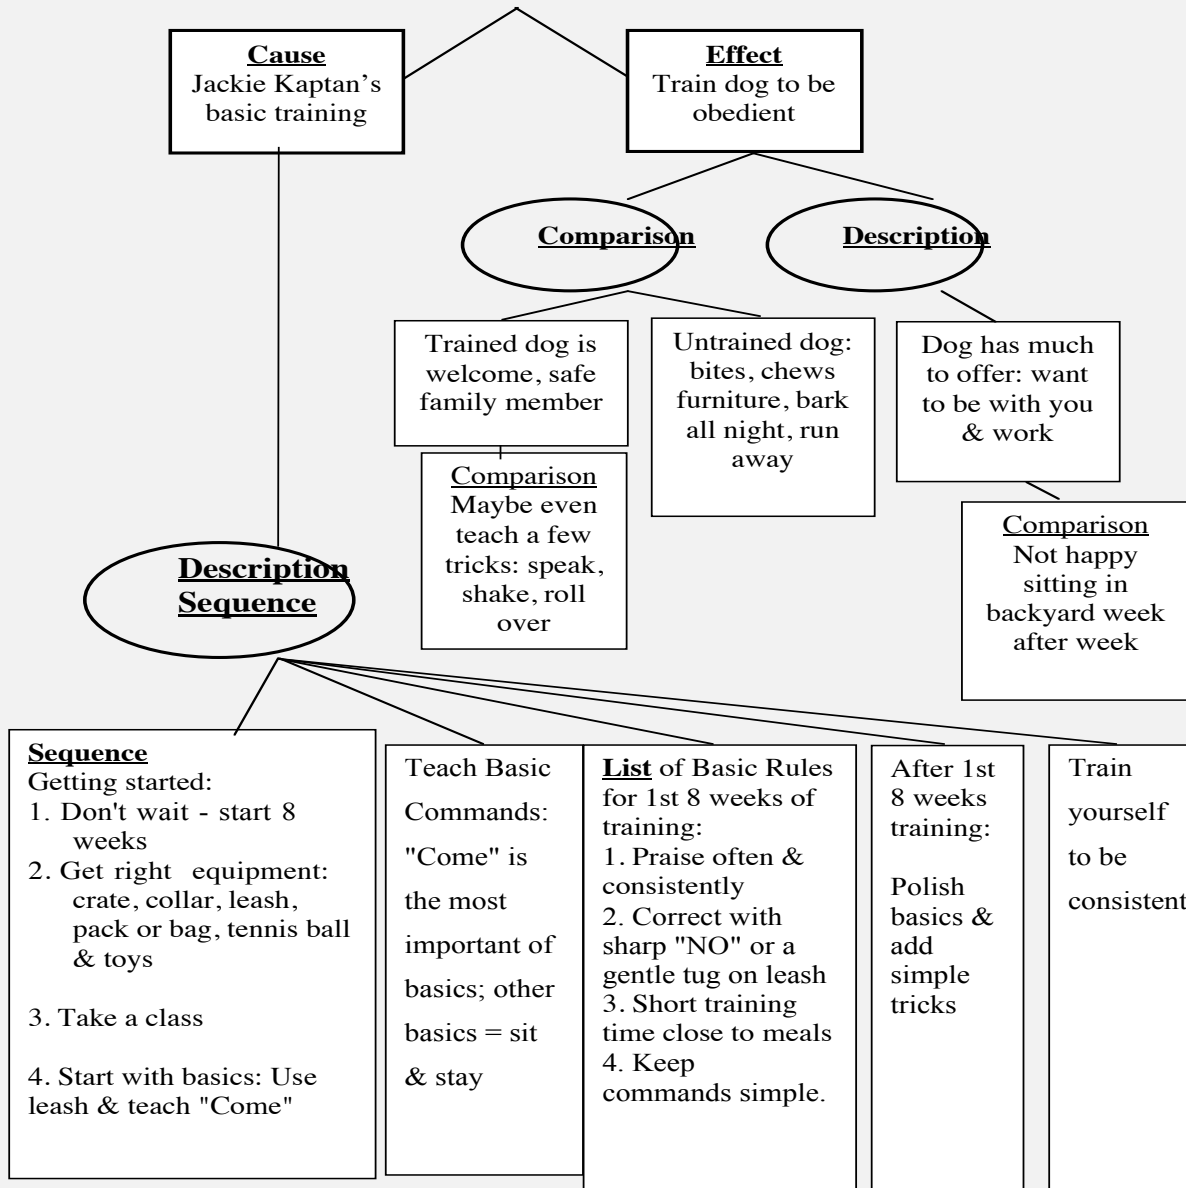 Cause
Jackie Kaptan's
basic training
Effect
Train dog to be
obedient
Comparison
Description
Trained dog is
welcome, safe
family member
Untrained dog:
bites, chews
furniture, bark
all night, run
away
Dog has much
to offer: want
to be with you
& work
Comparison
Maybe even
teach a few
tricks: speak,
shake, roll
over
Comparison
Not happy
sitting in
backyard week
after week
Description
Sequence
Sequence
Getting started:
1. Don't wait - start 8
weeks
2. Get right equipment:
crate, collar, leash,
pack or bag, tennis ball
& toys
3. Take a class
4. Start with basics: Use
leash & teach "Come"
Teach Basic
Commands:
"Come" is
the most
important of
basics; other
basics = sit
& stay
List of Basic Rules
for 1st 8 weeks of
training:
1. Praise often &
consistently
2. Correct with
sharp "NO" or a
gentle tug on leash
3. Short training
time close to meals
4. Keep
commands simple.
After 1st
8 weeks
training:
Polish
basics &
add
simple
tricks
Train
yourself
to be
consistent